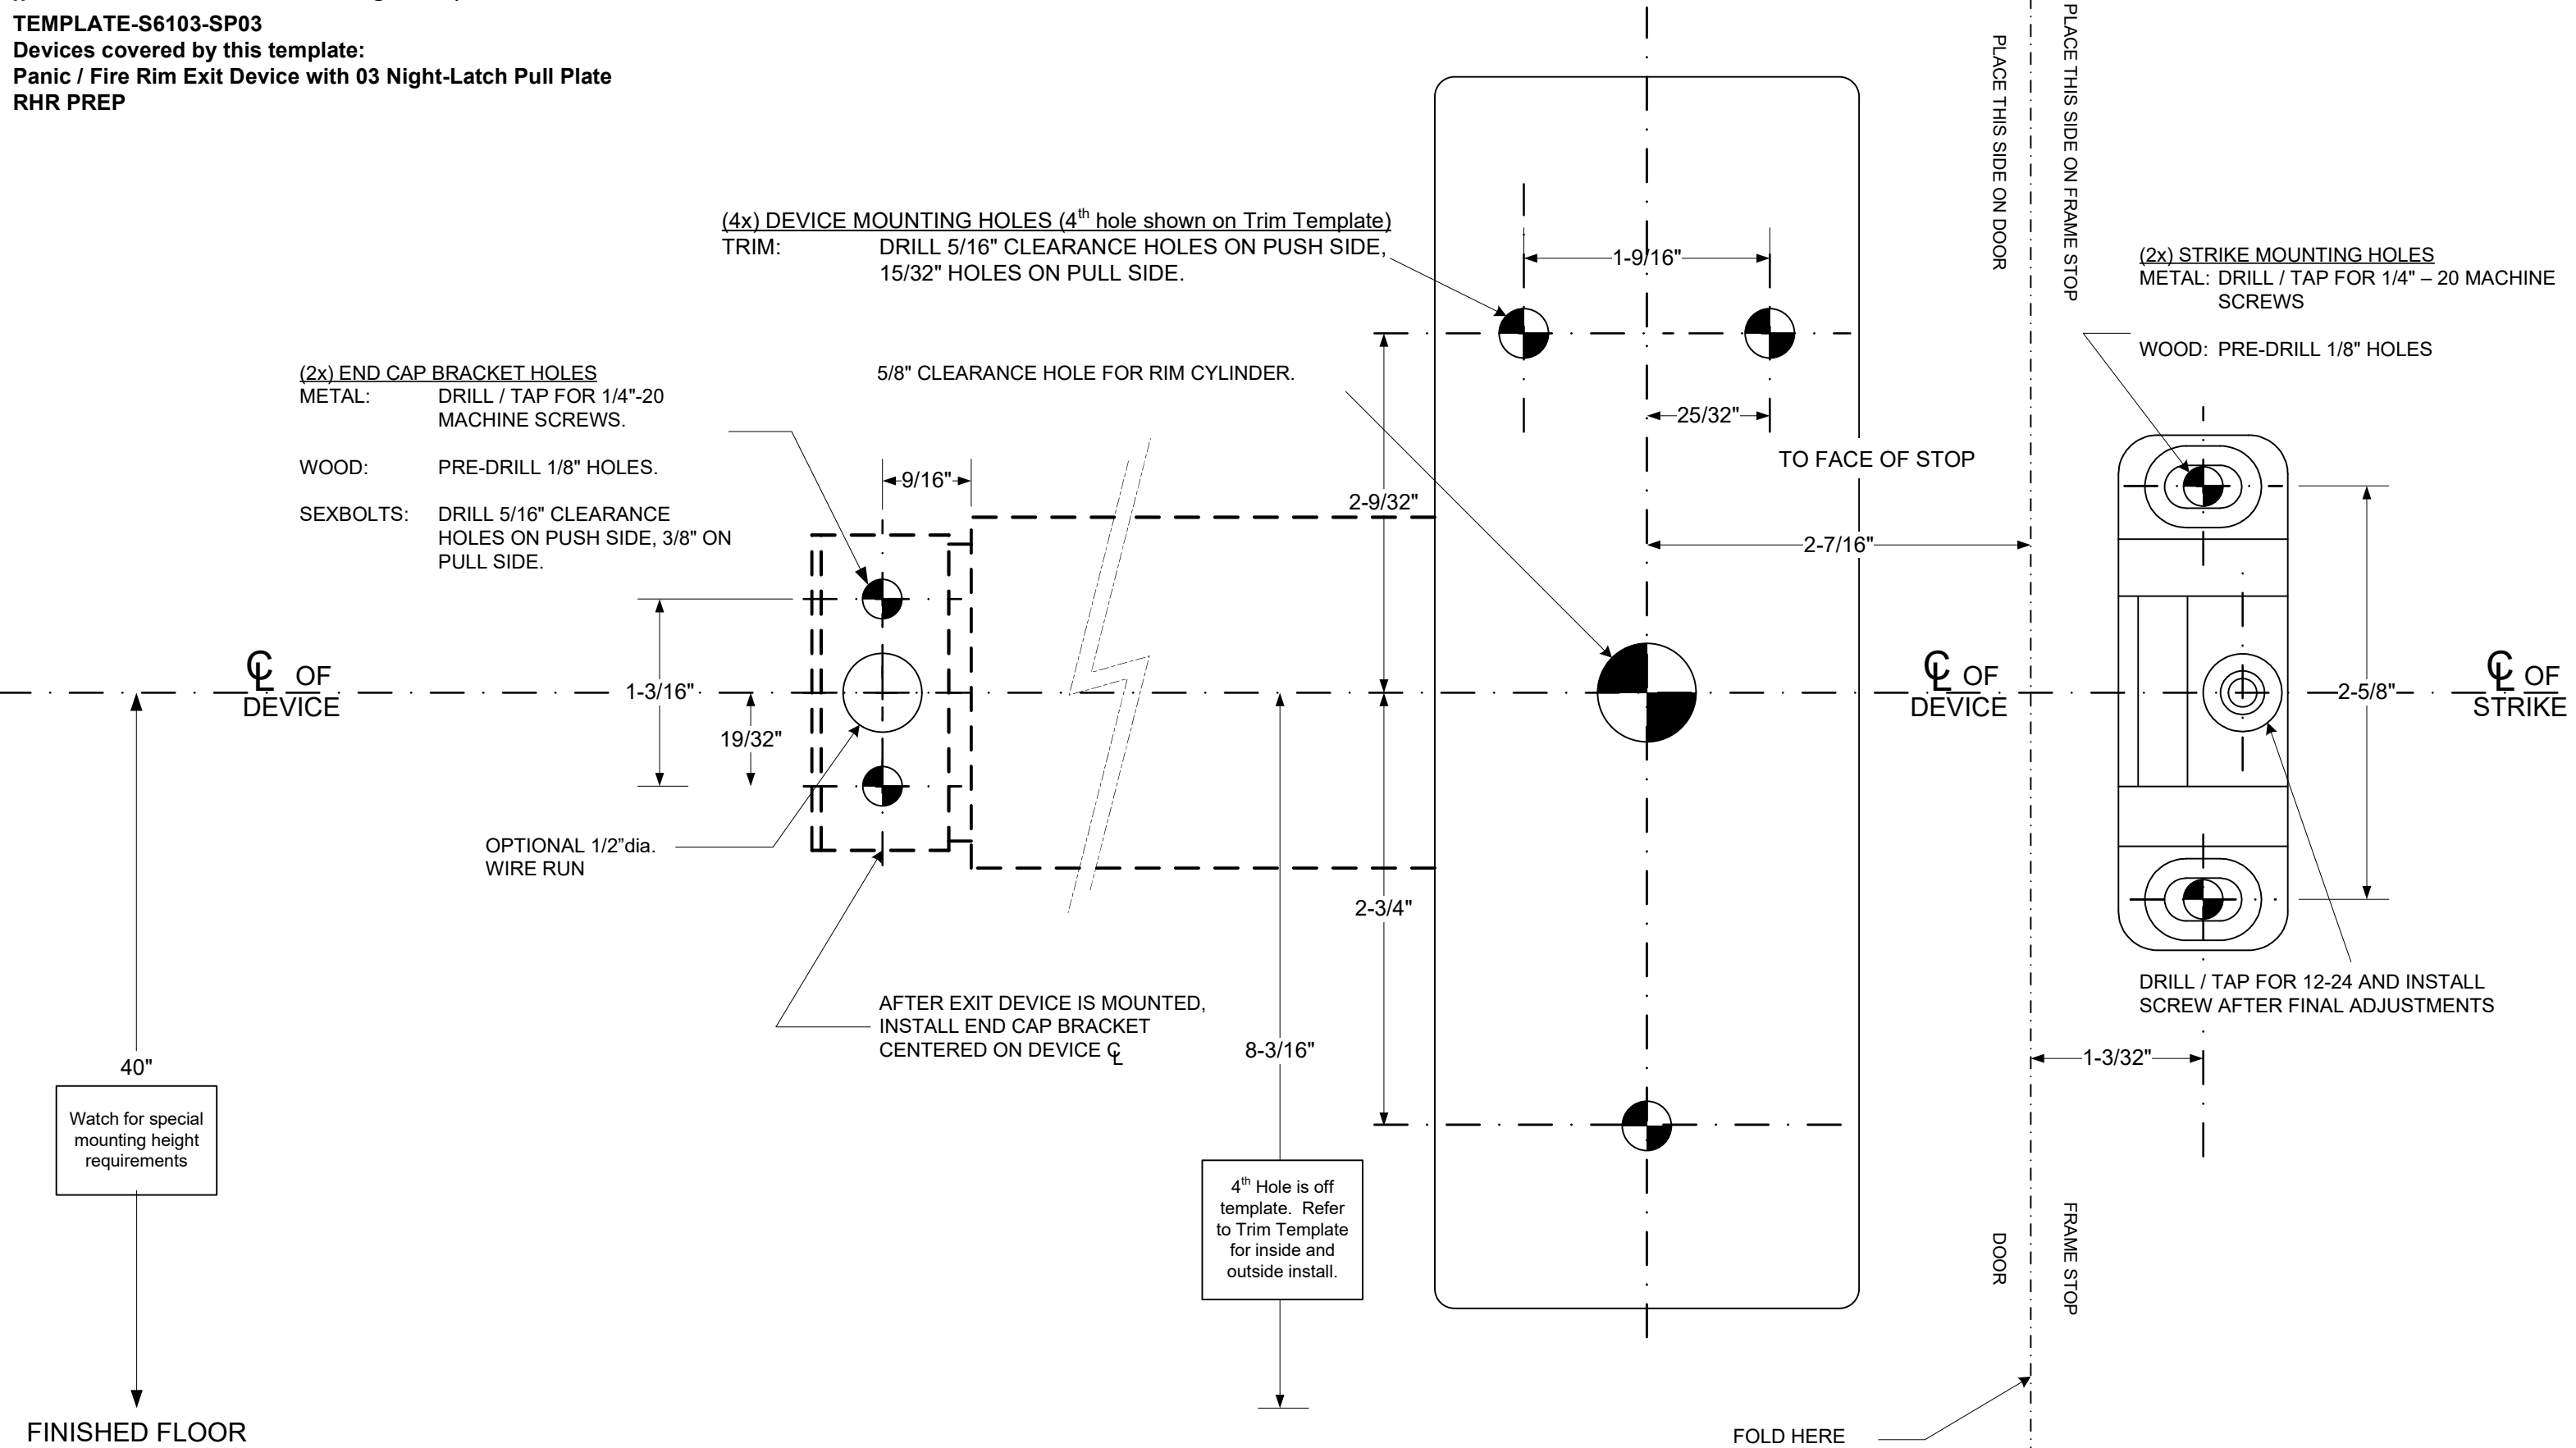 TEMPLATE-S6103-SP03
Devices covered by this template:
Panic / Fire Rim Exit Device with 03 Night-Latch Pull Plate
RHR PREP
(4x) DEVICE MOUNTING HOLES (4th hole shown on Trim Template)
TRIM: DRILL 5/16" CLEARANCE HOLES ON PUSH SIDE,
15/32" HOLES ON PULL SIDE.
5/8" CLEARANCE HOLE FOR RIM CYLINDER.
(2x) END CAP BRACKET HOLES
METAL: DRILL / TAP FOR 1/4"-20
MACHINE SCREWS.
WOOD: PRE-DRILL 1/8" HOLES.
SEXBOLTS: DRILL 5/16" CLEARANCE
HOLES ON PUSH SIDE, 3/8" ON
PULL SIDE.
9/16"
1-3/16"
19/32"
OPTIONAL 1/2”dia.
WIRE RUN
AFTER EXIT DEVICE IS MOUNTED,
INSTALL END CAP BRACKET
CENTERED ON DEVICE ℄
℄ OF
DEVICE
40"
Watch for special
mounting height
requirements
FINISHED FLOOR
8-3/16"
4th Hole is off
template. Refer
to Trim Template
for inside and
outside install.
2-9/32"
2-3/4"
1-9/16"
25/32"
TO FACE OF STOP
2-7/16"
℄ OF
DEVICE
PLACE THIS SIDE ON DOOR
PLACE THIS SIDE ON FRAME STOP
DOOR
FRAME STOP
FOLD HERE
(2x) STRIKE MOUNTING HOLES
METAL: DRILL / TAP FOR 1/4" – 20 MACHINE
SCREWS
WOOD: PRE-DRILL 1/8" HOLES
2-5/8"
℄ OF
STRIKE
DRILL / TAP FOR 12-24 AND INSTALL
SCREW AFTER FINAL ADJUSTMENTS
1-3/32"